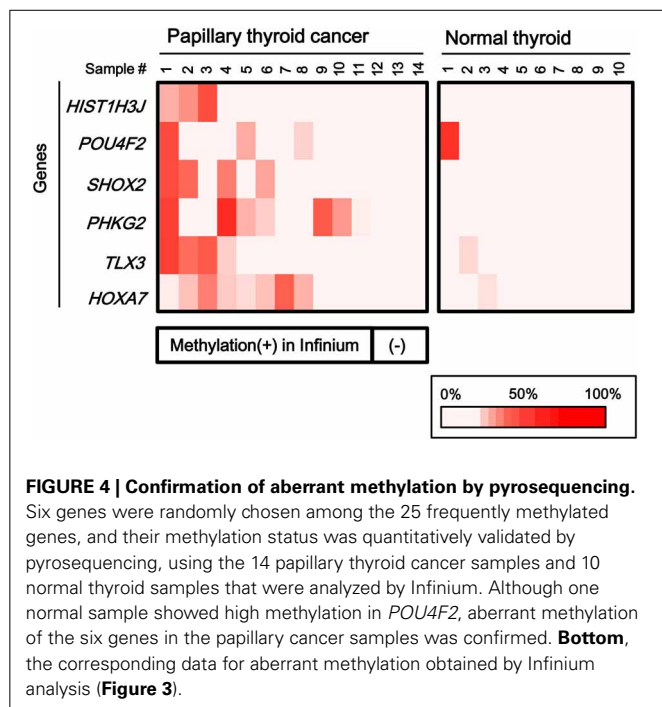 Papillary thyroid cancer Normal thyroid
Sample # 1 2 3 4 5 6 7 8 9 10 11 12 13 14 1 2 3 4 5 6 7 8 9 10
Genes
HIST1H3J
POU4F2
SHOX2
PHKG2
TLX3
HOXA7
Methylation(+) in Infinium (-)
0% 50% 100%
FIGURE 4 | Confirmation of aberrant methylation by pyrosequencing.
Six genes were randomly chosen among the 25 frequently methylated
genes, and their methylation status was quantitatively validated by
pyrosequencing, using the 14 papillary thyroid cancer samples and 10
normal thyroid samples that were analyzed by Infinium. Although one
normal sample showed high methylation in POU4F2, aberrant methylation
of the six genes in the papillary cancer samples was confirmed. Bottom,
the corresponding data for aberrant methylation obtained by Infinium
analysis (Figure 3).